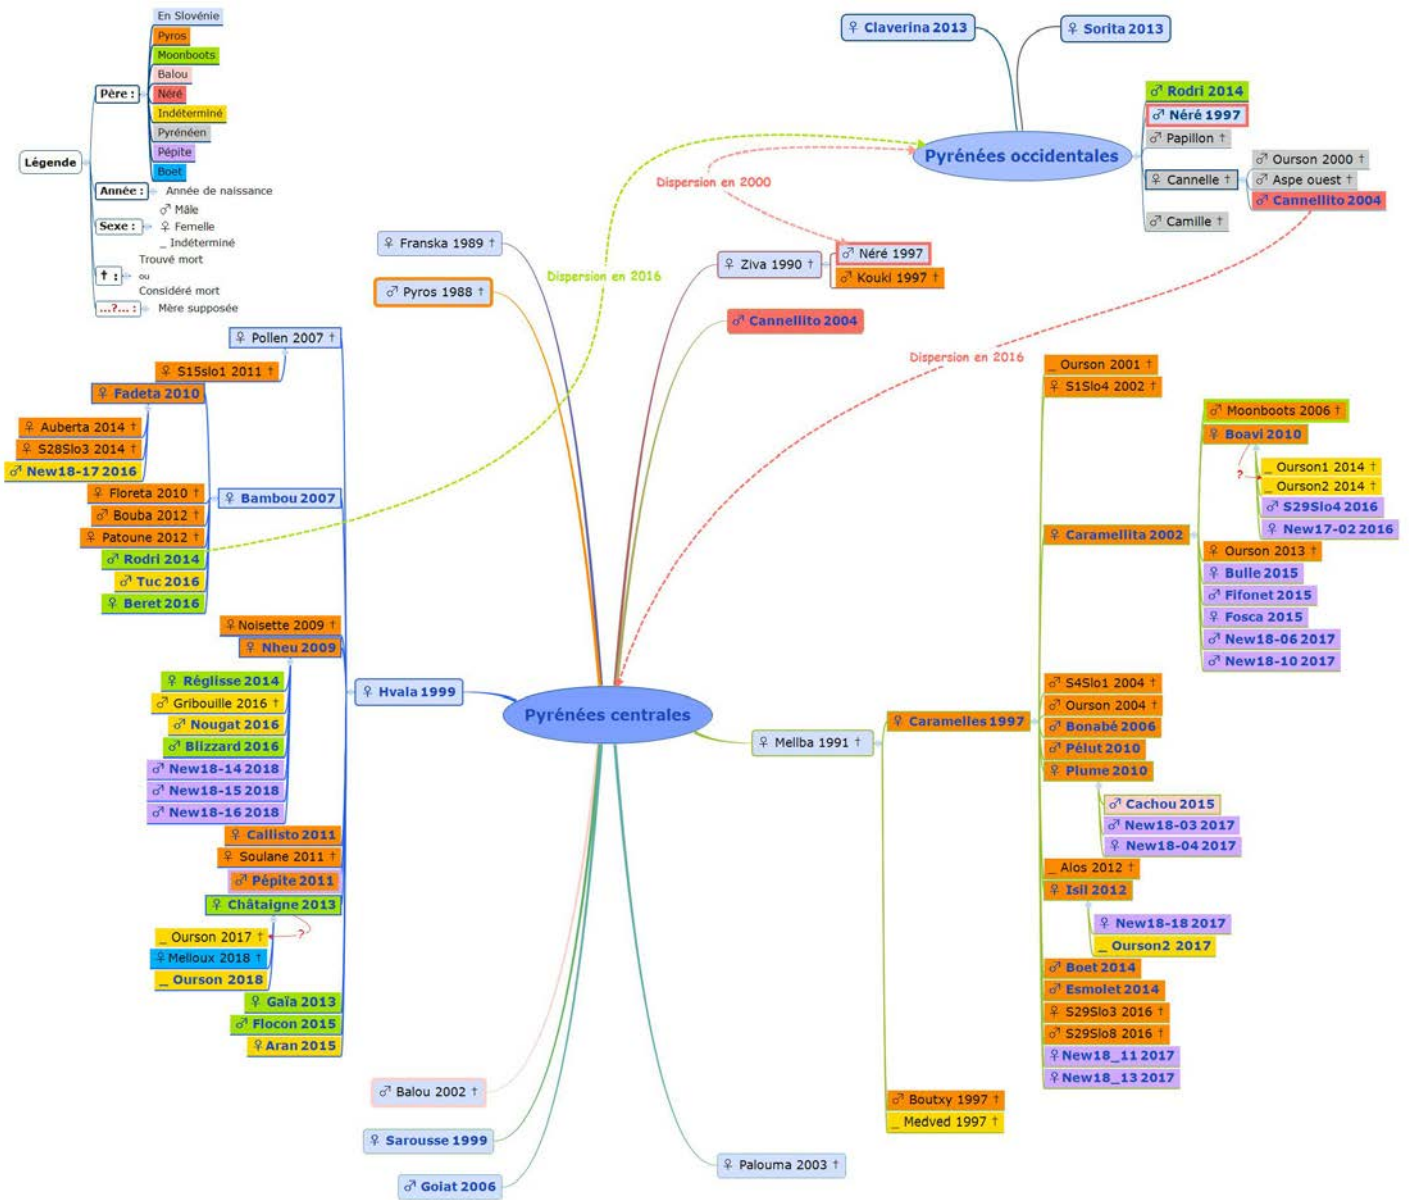 En Slovénie
Pyros
Moonboots
Balou
Père :
Néré
Indéterminé
Pyrénéen
Pépite
Boet
Légende
Année :
Année de naissance
Sexe :
♂ Mâle
♀ Femelle
_ Indéterminé
† :
Trouvé mort
ou
Considéré mort
...?... :
Mère supposée
♀ Claverina 2013
♀ Sorita 2013
Pyrénées occidentales
♂ Rodri 2014
♂ Néré 1997
♂ Papillon †
♀ Cannelle †
♂ Ourson 2000 †
♂ Aspe ouest †
♂ Cannellito 2004
♂ Camille †
Dispersion en 2000
Dispersion en 2016
Dispersion en 2016
♀ Franska 1989 †
♂ Pyros 1988 †
♀ Ziva 1990 †
♂ Néré 1997
♂ Kouki 1997 †
♂ Cannellito 2004
♀ Pollen 2007 †
♀ S15slo1 2011 †
♀ Fadeta 2010
♀ Auberta 2014 †
♀ S28Slo3 2014 †
♂ New18-17 2016
♀ Bambou 2007
♀ Floreta 2010 †
♂ Bouba 2012 †
♀ Patoune 2012 †
♂ Rodri 2014
♂ Tuc 2016
♀ Beret 2016
♀ Noisette 2009 †
♀ Nheu 2009
♀ Réglisse 2014
♂ Gribouille 2016 †
♂ Nougat 2016
♂ Blizzard 2016
♂ New18-14 2018
♂ New18-15 2018
♂ New18-16 2018
♀ Hvala 1999
♀ Callisto 2011
♀ Soulane 2011 †
♂ Pépite 2011
♀ Châtaigne 2013
_ Ourson 2017 †
?
♀ Melloux 2018 †
_ Ourson 2018
♀ Gaïa 2013
♂ Flocon 2015
♀ Aran 2015
Pyrénées centrales
♂ Balou 2002 †
♀ Sarousse 1999
♂ Goiat 2006
♀ Palouma 2003 †
♀ Mellba 1991 †
♀ Caramelles 1997
_ Ourson 2001 †
♀ S1Slo4 2002 †
♀ Caramellita 2002
♂ Moonboots 2006 †
♀ Boavi 2010
?
_ Ourson1 2014 †
_ Ourson2 2014 †
♂ S29Slo4 2016
♀ New17-02 2016
♀ Ourson 2013 †
♀ Bulle 2015
♂ Fifonet 2015
♀ Fosca 2015
♂ New18-06 2017
♂ New18-10 2017
♂ S4Slo1 2004 †
♂ Ourson 2004 †
♂ Bonabé 2006
♂ Pélut 2010
♀ Plume 2010
♂ Cachou 2015
♂ New18-03 2017
♀ New18-04 2017
_ Alos 2012 †
♀ Isil 2012
♀ New18-18 2017
_ Ourson2 2017
♂ Boet 2014
♂ Esmolet 2014
♀ S29Slo3 2016 †
♂ S29Slo8 2016 †
♀ New18_11 2017
♀ New18_13 2017
♂ Boutxy 1997 †
_ Medved 1997 †